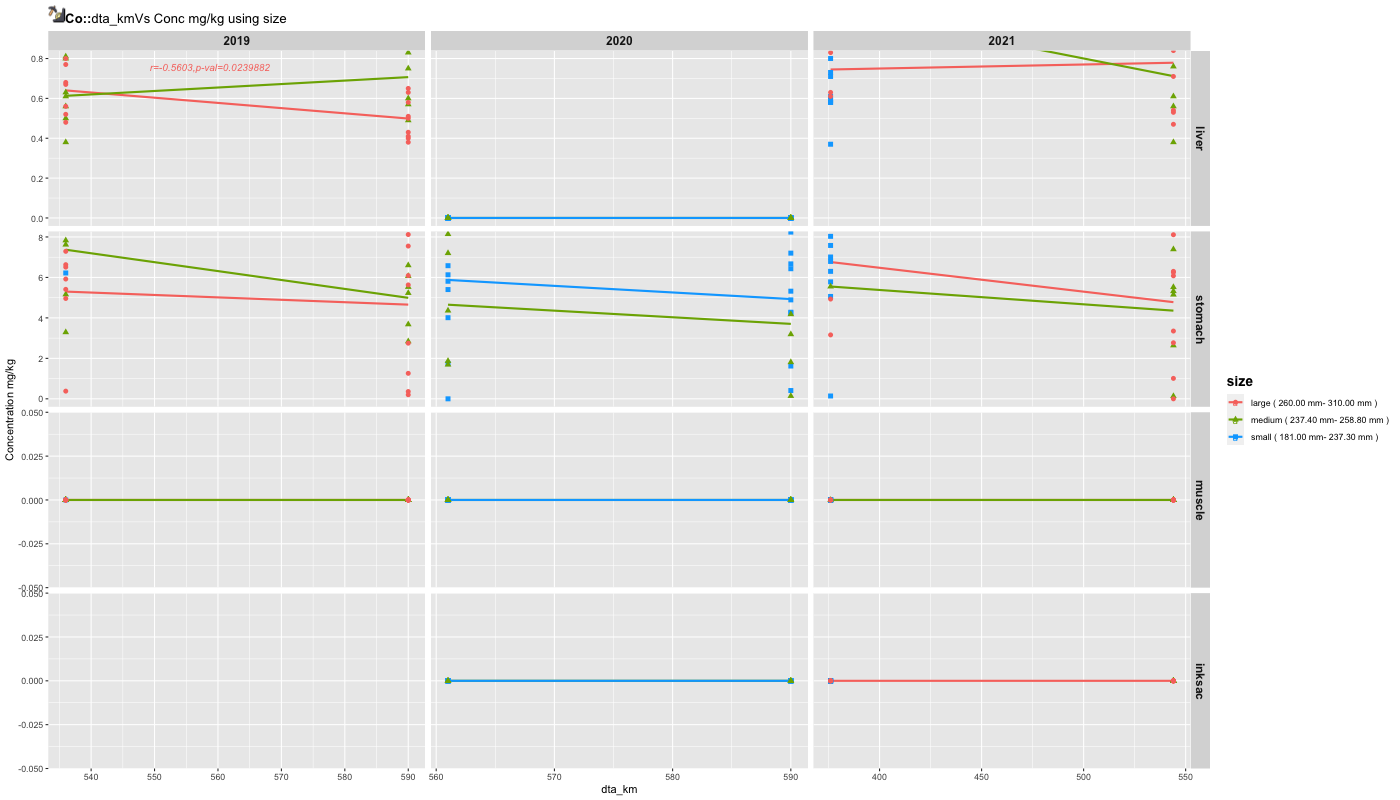 Co::dta_kmVs Conc mg/kg using size
2019
2020
2021
r=-0.5603,p-val=0.0239882
0.8
0.6
0.4
0.2
0.0
liver
8
6
4
2
0
stomach
0.050
0.025
0.000
-0.025
-0.050
muscle
0.050
0.025
0.000
-0.025
-0.050
inksac
Concentration mg/kg
540 550 560 570 580 590
560 570 580 590
400 450 500 550
dta_km
size
large ( 260.00 mm- 310.00 mm )
medium ( 237.40 mm- 258.80 mm )
small ( 181.00 mm- 237.30 mm )